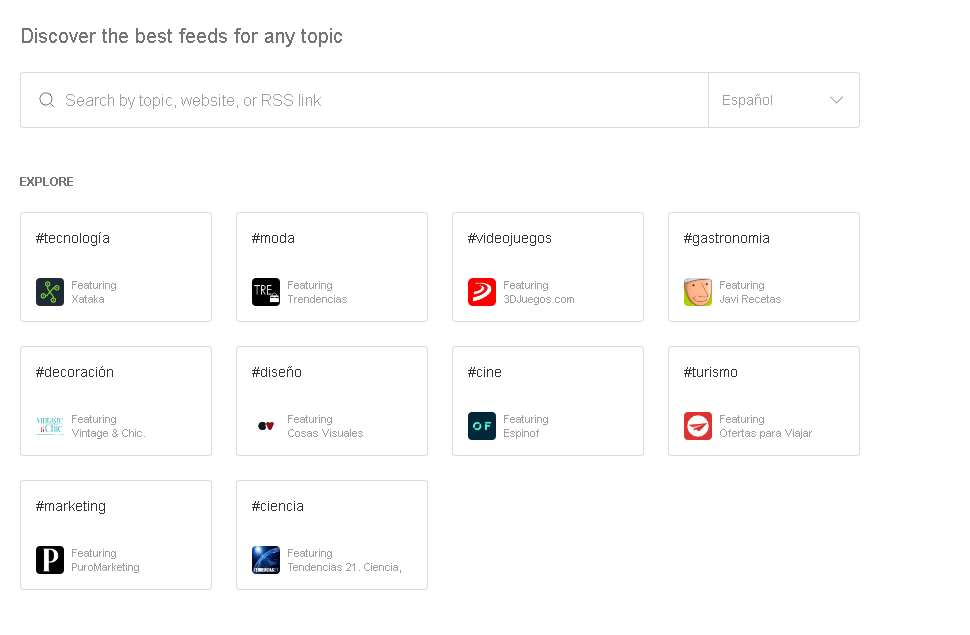 Discover the best feeds for any topic
Search by topic, website, or RSS link
Español
EXPLORE
#tecnología
Featuring
Xataka
#moda
TRE
Featuring
Trendencias
#videojuegos
Featuring
3DJuegos.com
#gastronomia
Featuring
Javi Recetas
#decoración
vintage
&Chic
Featuring
Vintage & Chic.
#diseño
Featuring
Cosas Visuales
#cine
OF
Featuring
Espinof
#turismo
Featuring
Ofertas para Viajar
#marketing
P
Featuring
PuroMarketing
#ciencia
TENDENCIAS
Featuring
Tendencias 21. Ciencia,